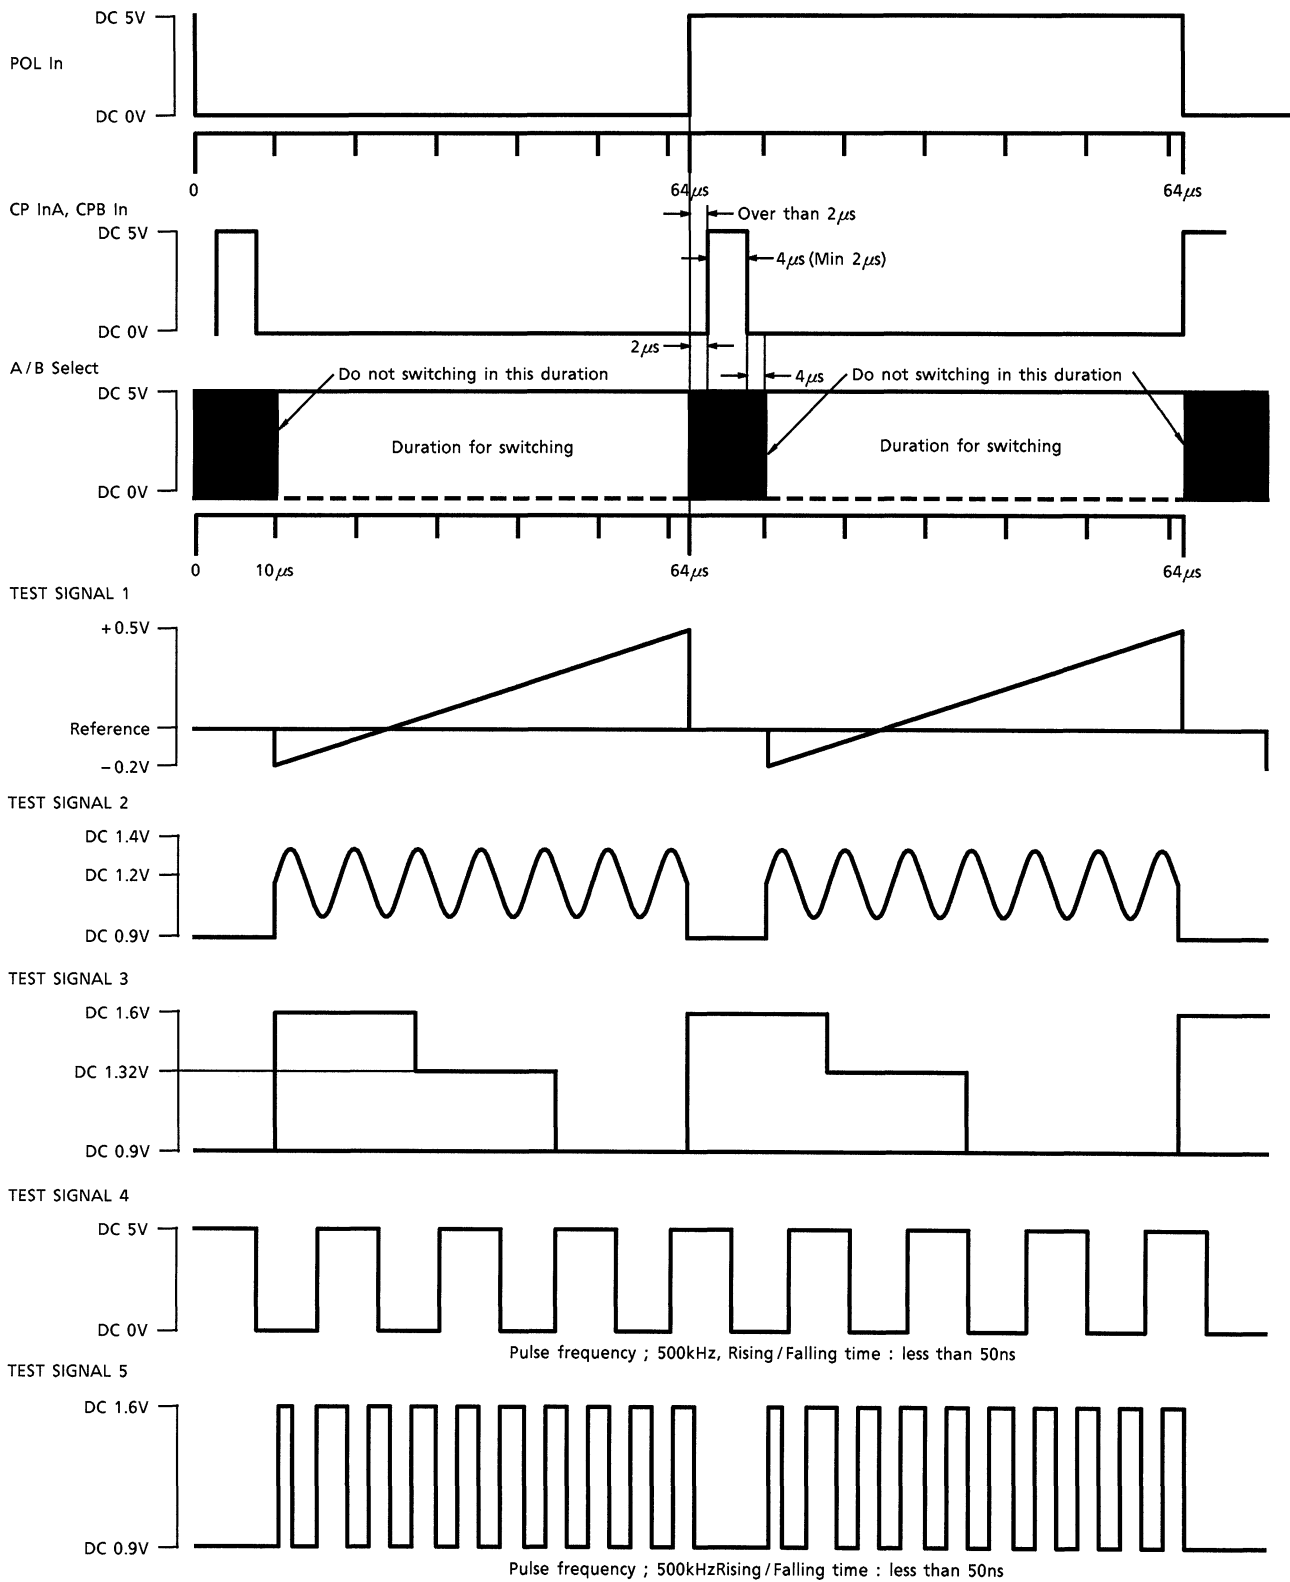 DC 5V
POL In
DC 0V
0
64μs
64μs
CP InA, CPB In
Over than 2μs
DC 5V
4μs (Min 2μs)
DC 0V
2μs
A/B Select
Do not switching in this duration
4μs
Do not switching in this duration
DC 5V
Duration for switching
Duration for switching
DC 0V
0
10μs
64μs
64μs
TEST SIGNAL 1
+0.5V
Reference
−0.2V
TEST SIGNAL 2
DC 1.4V
DC 1.2V
DC 0.9V
TEST SIGNAL 3
DC 1.6V
DC 1.32V
DC 0.9V
TEST SIGNAL 4
DC 5V
DC 0V
Pulse frequency ; 500kHz, Rising/Falling time : less than 50ns
TEST SIGNAL 5
DC 1.6V
DC 0.9V
Pulse frequency ; 500kHzRising/Falling time : less than 50ns